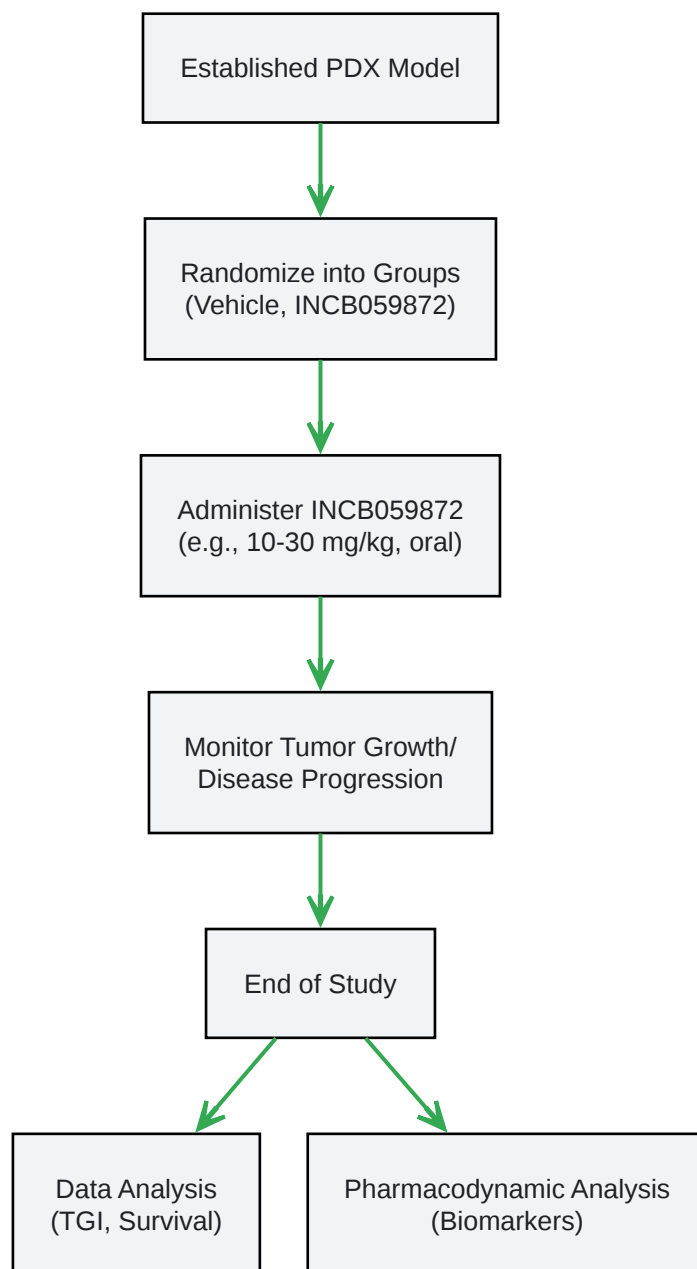 Established PDX Model
Randomize into Groups
(Vehicle, INCB059872)
Administer INCB059872
(e.g., 10-30 mg/kg, oral)
Monitor Tumor Growth/
Disease Progression
End of Study
Data Analysis
(TGI, Survival)
Pharmacodynamic Analysis
(Biomarkers)